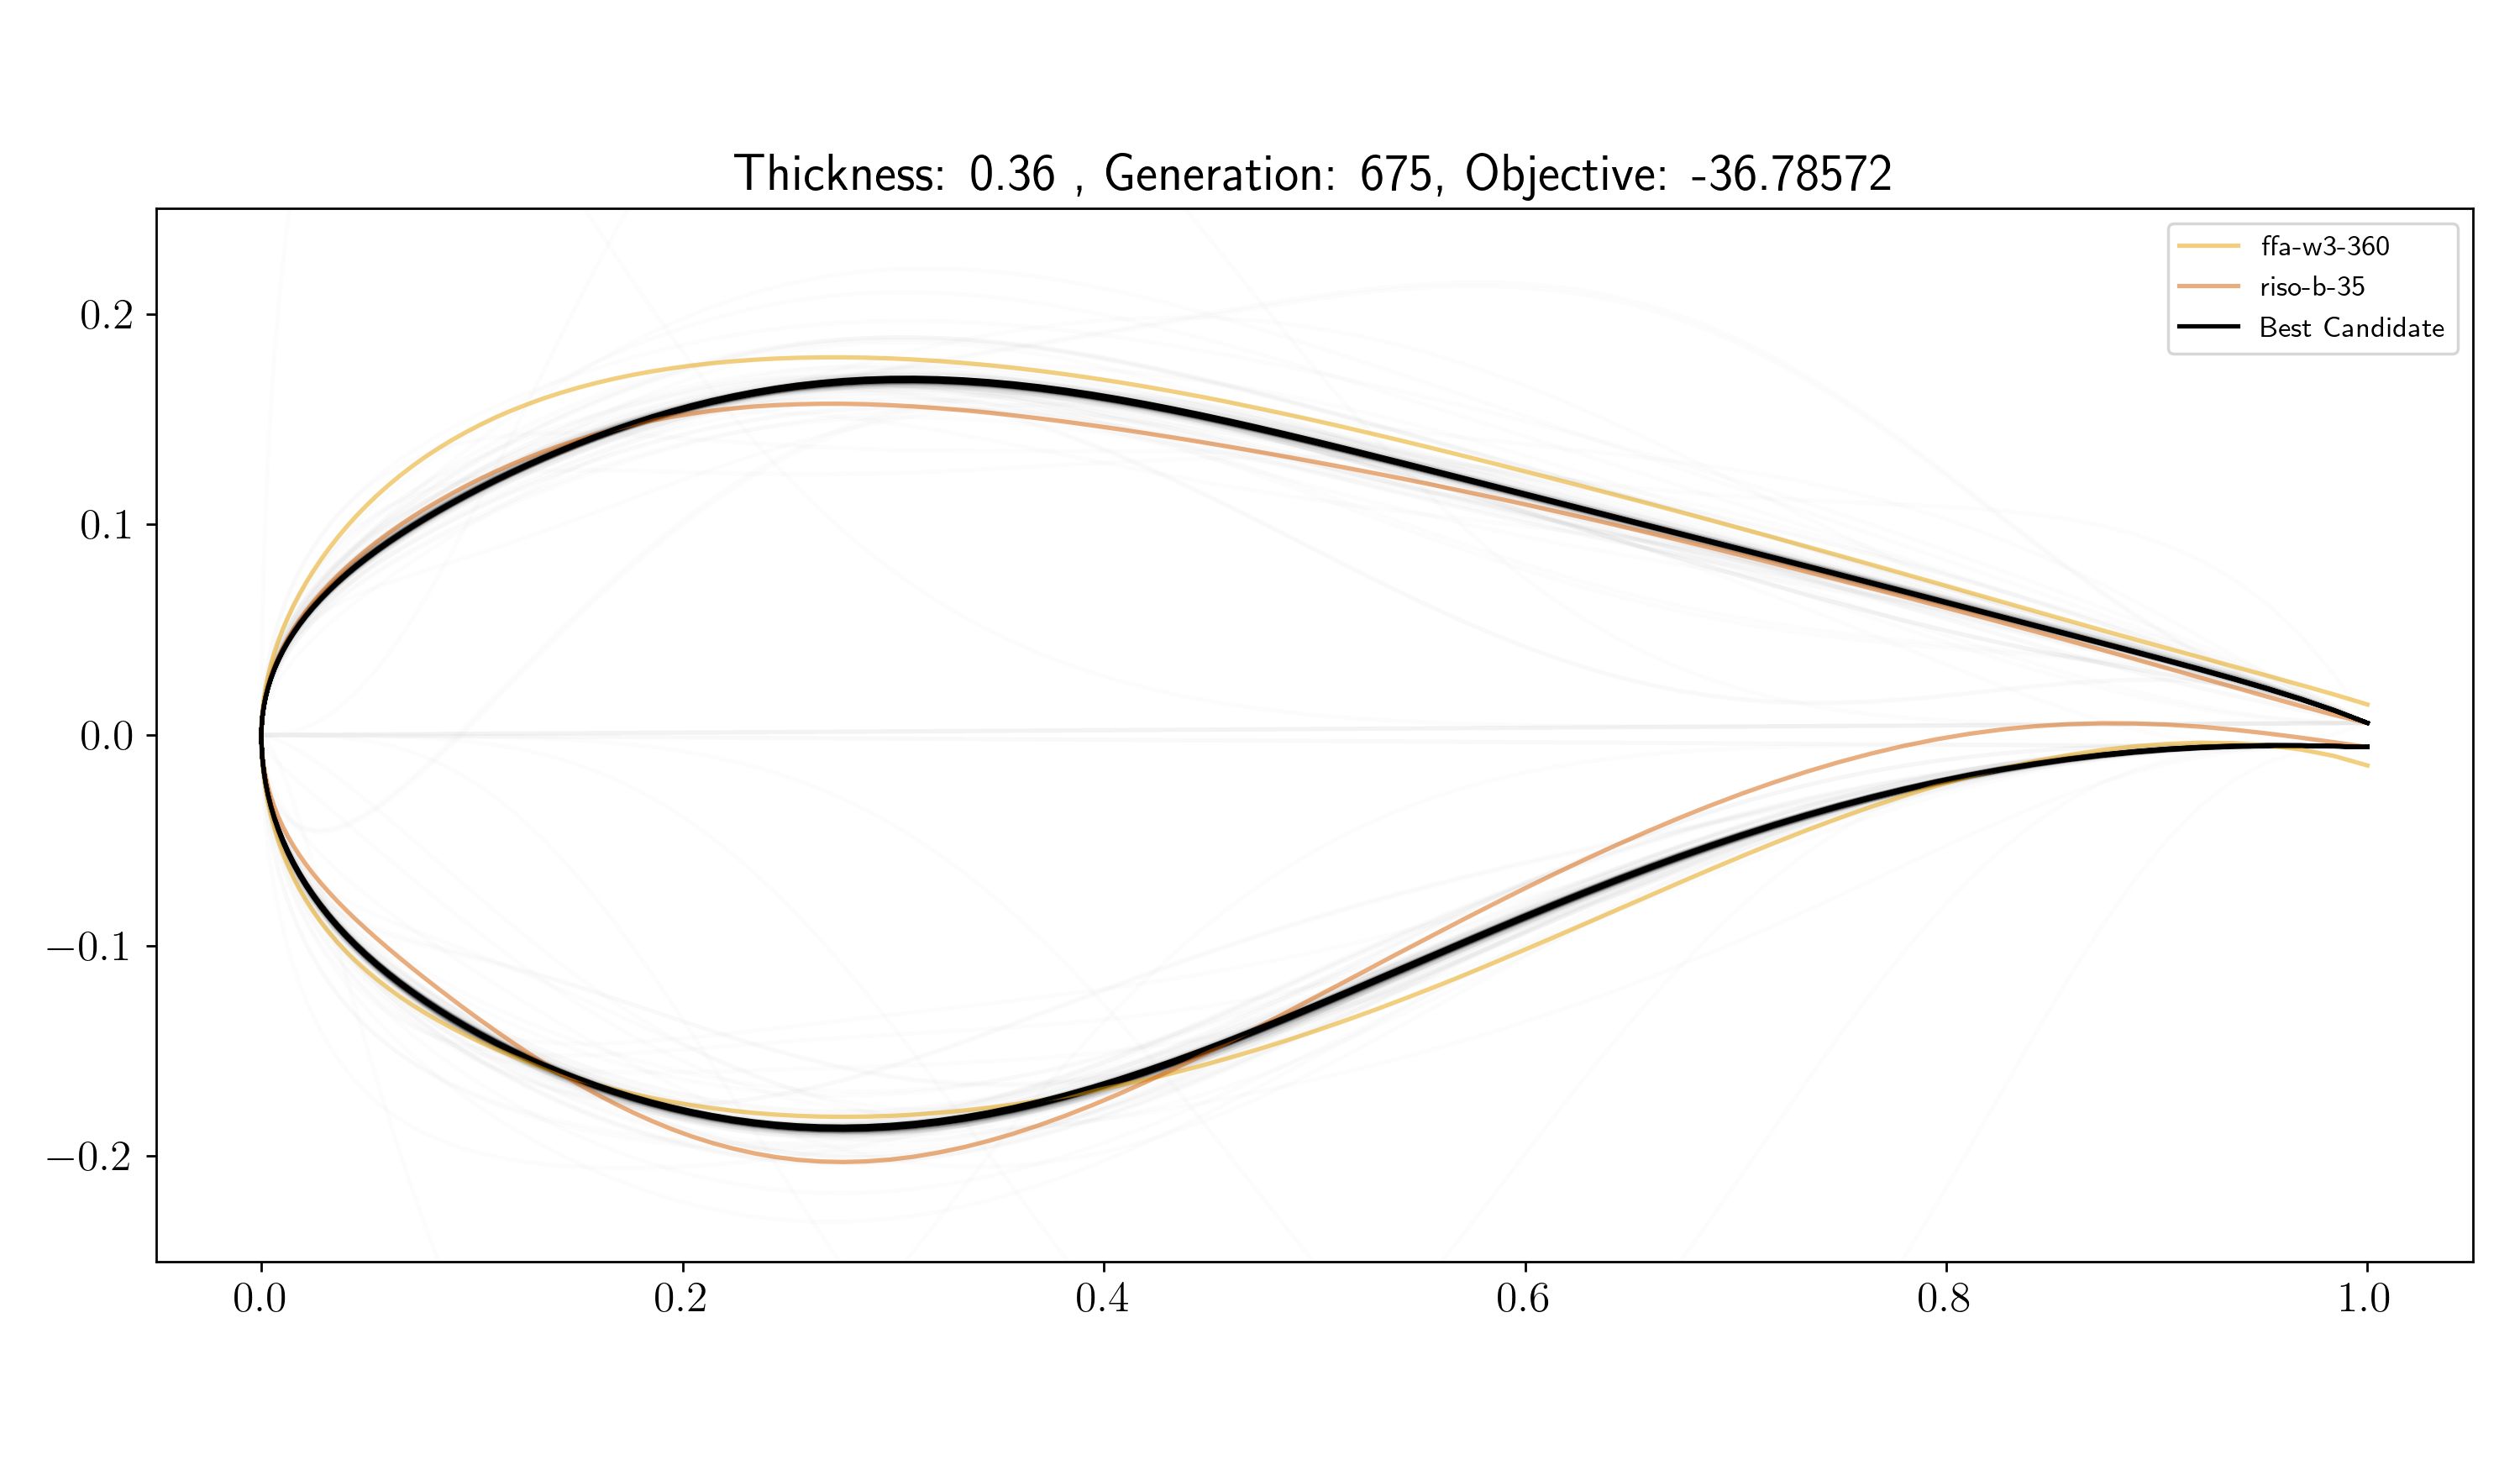 Thickness: 0.36 , Generation: 675, Objective: -36.78572
ffa-w3-360
riso-b-35
Best Candidate
0.2
0.1
0.0
−0.1
−0.2
0.0 0.2 0.4 0.6 0.8 1.0